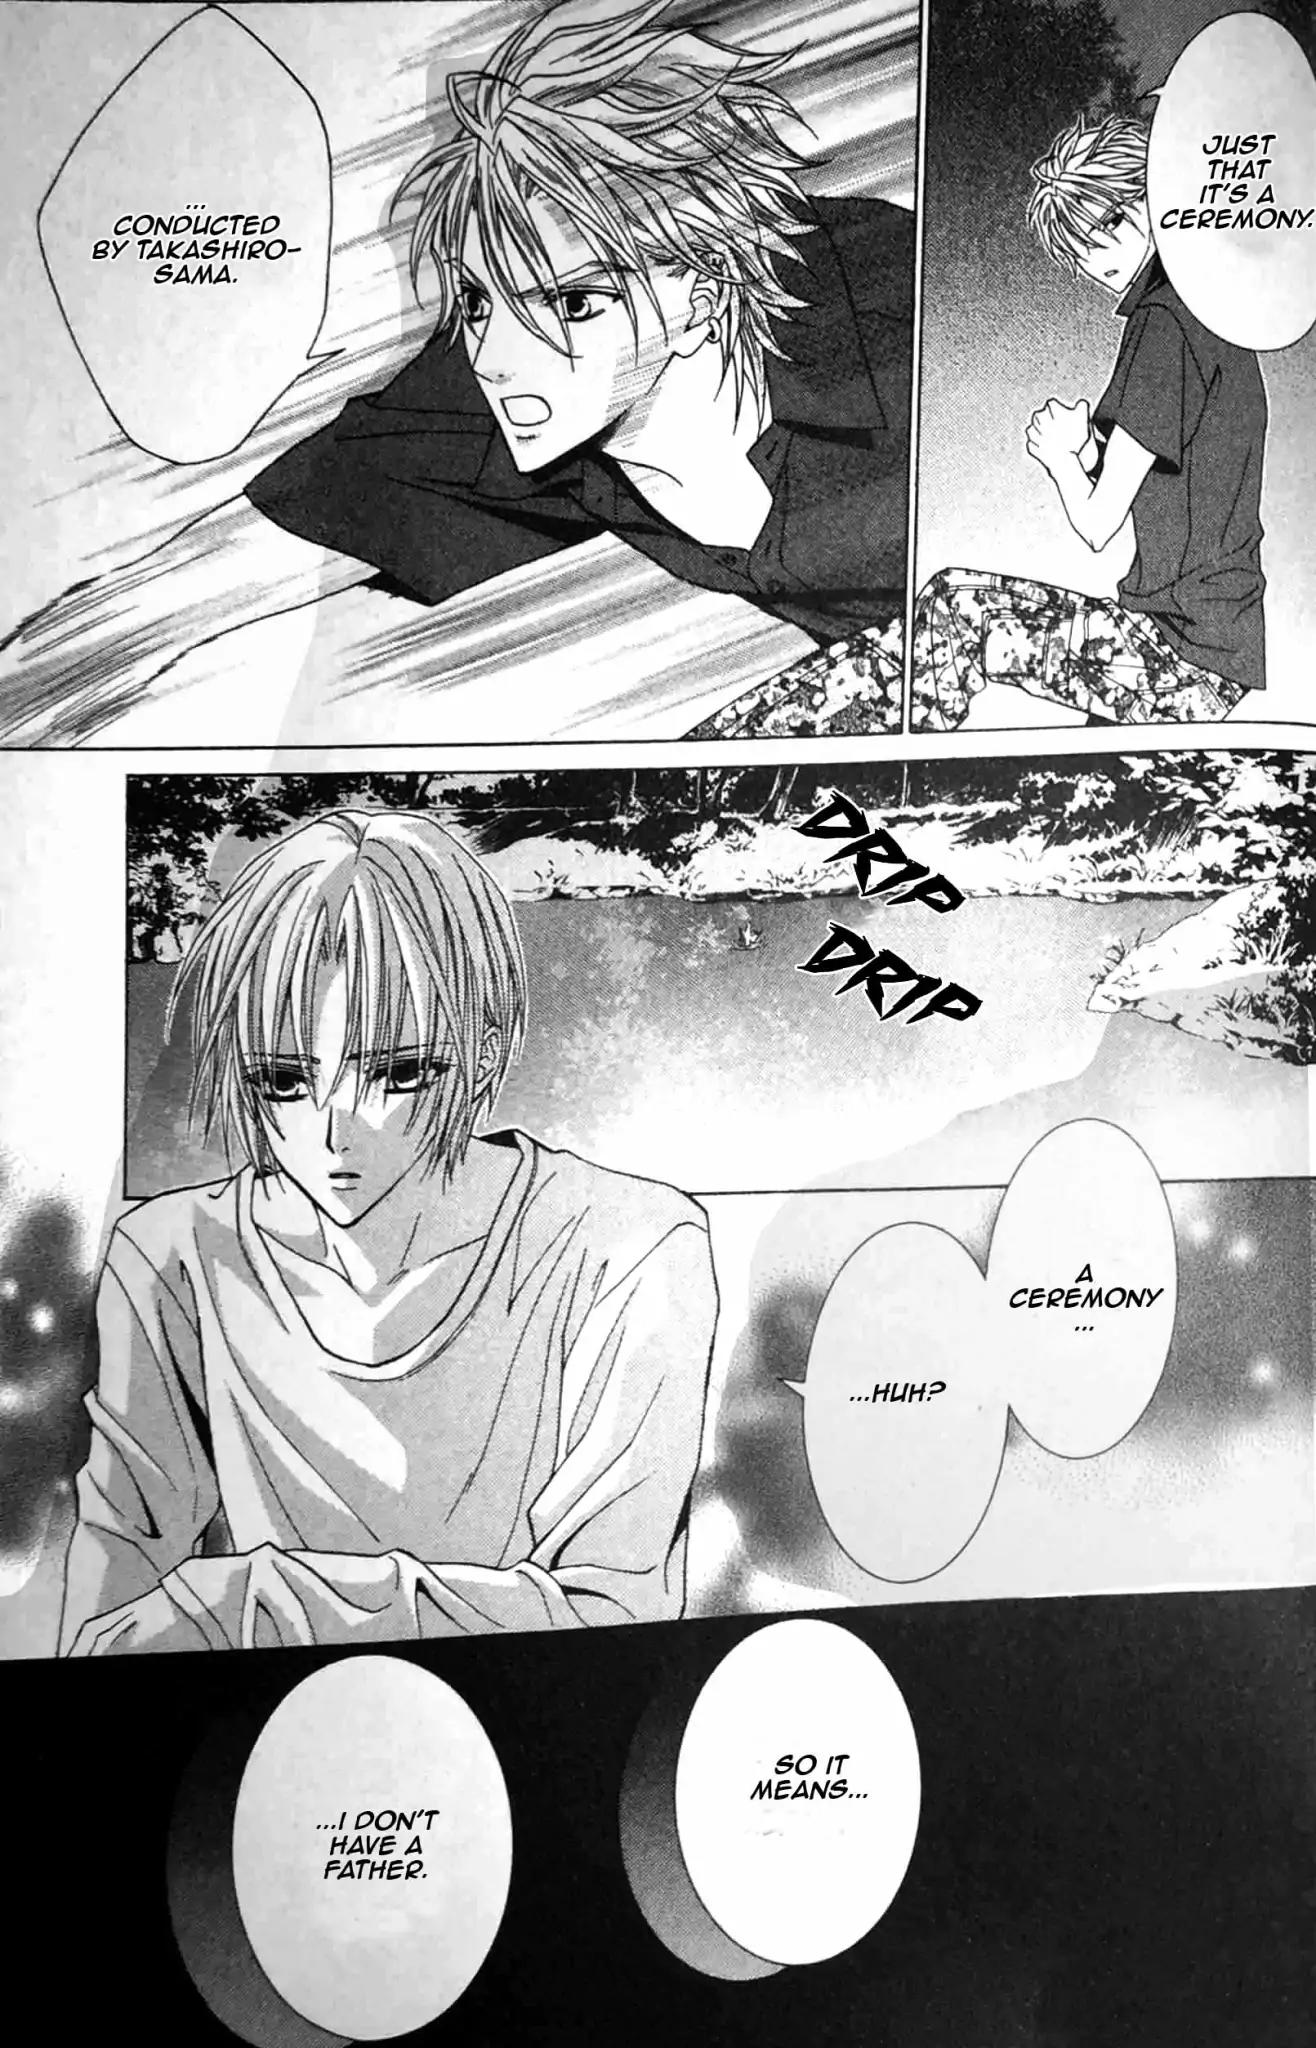 JUST
THAT
IT'S A
CEREMONY.
...
CONDUCTED
BY TAKASHIRO-
SAMA.
DRIP
DRIP
A
CEREMONY
...
...HUH?
SO IT
MEANS...
...I DON'T
HAVE A
FATHER.